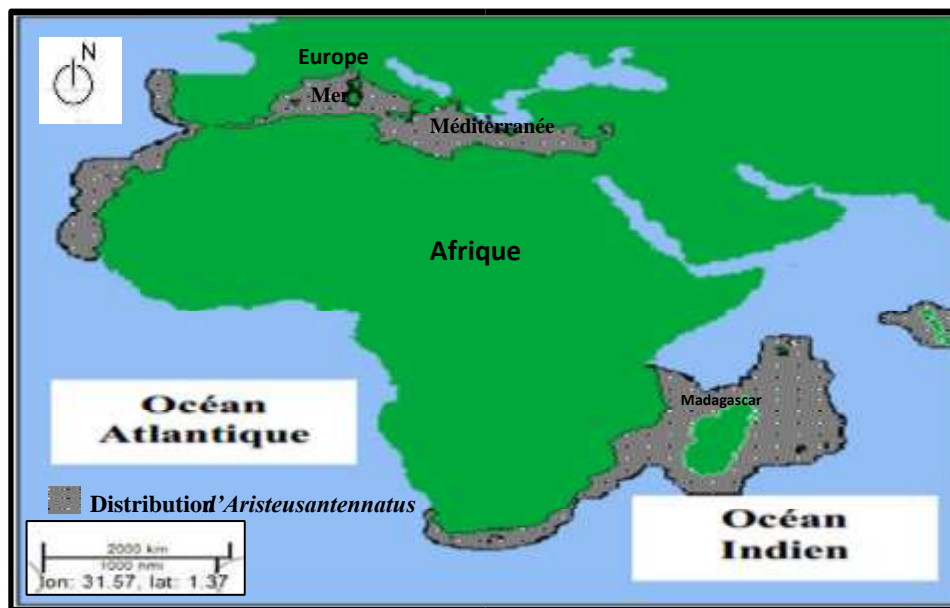 N
Europe
Mer
Méditerranée
Afrique
Madagascar
Océan
Atlantique
Distribution d'Aristeusantennatus
Océan
Indien
2000 km
1000 nmi
lon: 31.57, lat: 1.37